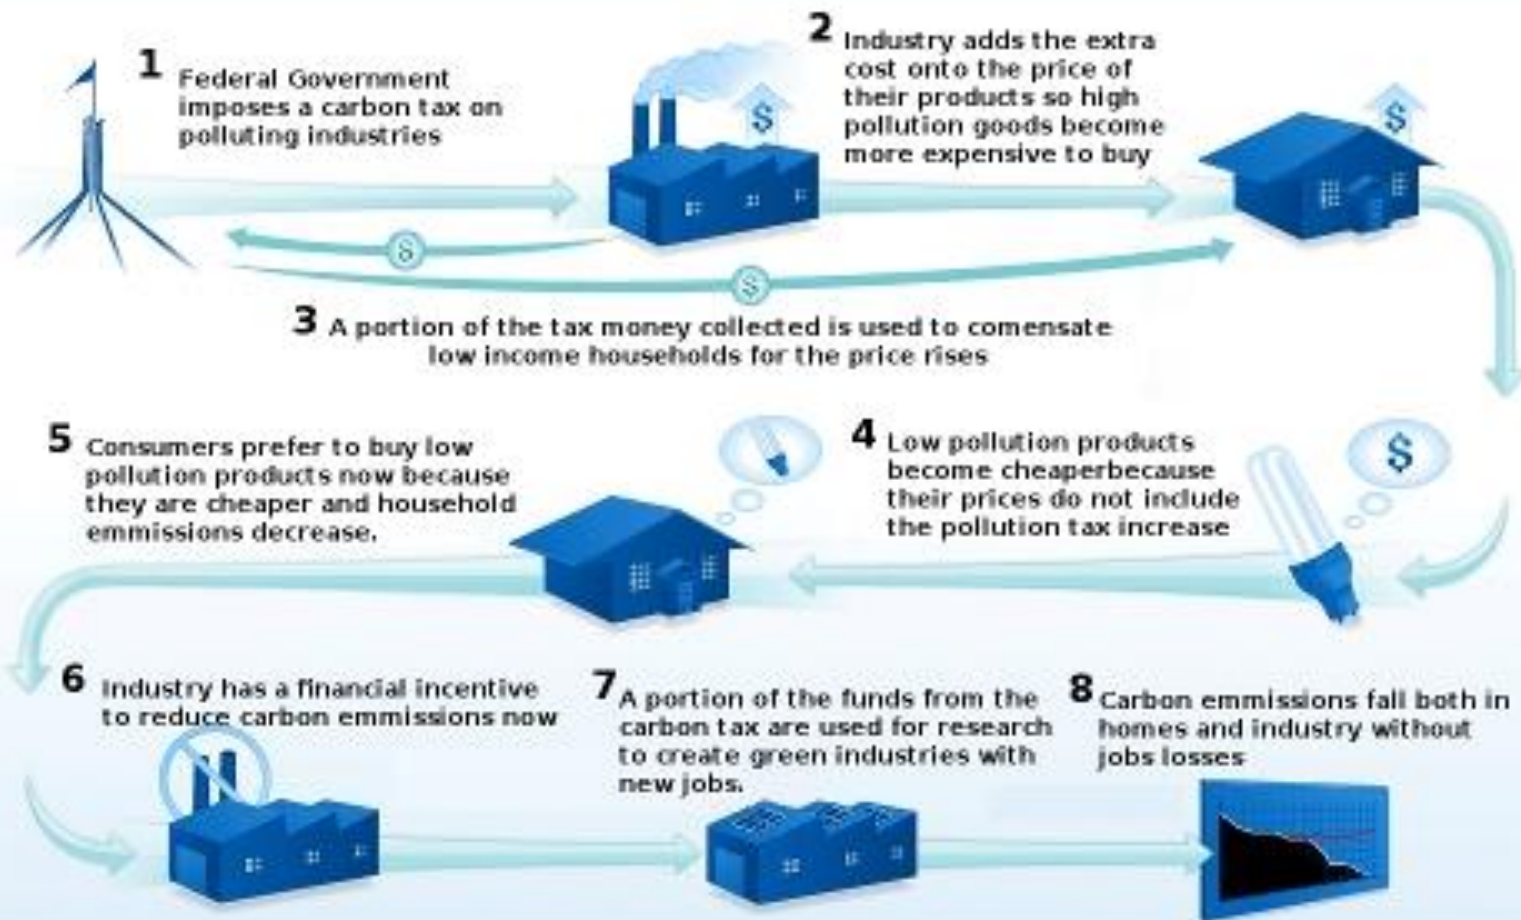 1 Federal Government
imposes a carbon tax on
polluting industries
2 Industry adds the extra
cost onto the price of
their products so high
pollution goods become
more expensive to buy
$
$
$
$
3 A portion of the tax money collected is used to comensate
low income households for the price rises
4 Low pollution products
become cheaperbecause
their prices do not include
the pollution tax increase
$
5 Consumers prefer to buy low
pollution products now because
they are cheaper and household
emmissions decrease.
6 Industry has a financial incentive
to reduce carbon emmissions now
7 A portion of the funds from the
carbon tax are used for research
to create green industries with
new jobs.
8 Carbon emmissions fall both in
homes and industry without
jobs losses